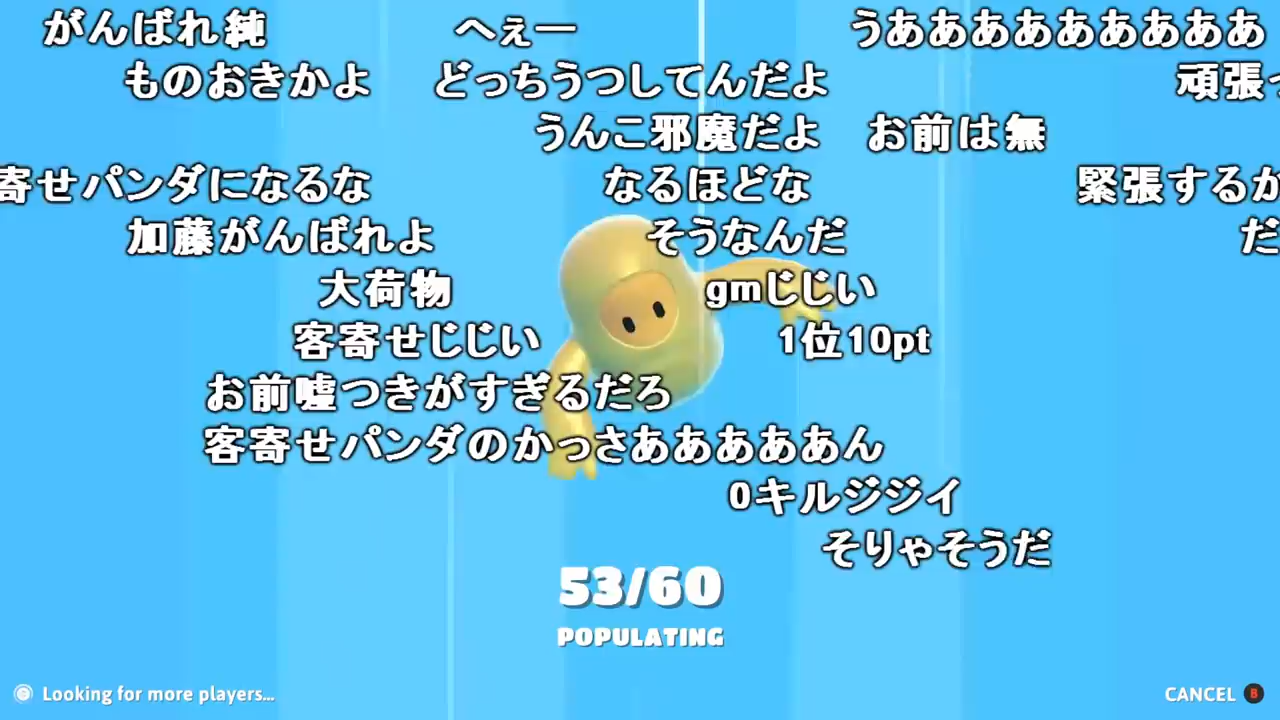 がんばれ純 へぇー うああああああああああ
ものおきかよ どっちうつしてんだよ 頑張っ
うんこ邪魔だよ お前は無
寄せパンダになるな なるほどな 緊張するか
加藤がんばれよ そうなんだ だ
大荷物 gmじじい
客寄せじじい 1位10pt
お前嘘つきがすぎるだろ
客寄せパンダのかっさあああああん
0キルジジイ
そりゃそうだ
53/60
POPULATING
Looking for more players... CANCEL B